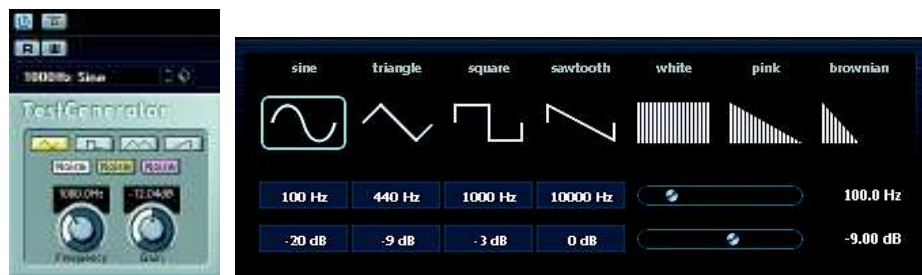 R W
1000Hz Sine
TestGenerator
Noise Noise Noise
1000.0Hz -12.04dB
Frequency Gain
sine triangle square sawtooth white pink brownian
100 Hz 440 Hz 1000 Hz 10000 Hz 100.0 Hz
-20 dB -9 dB -3 dB 0 dB -9.00 dB